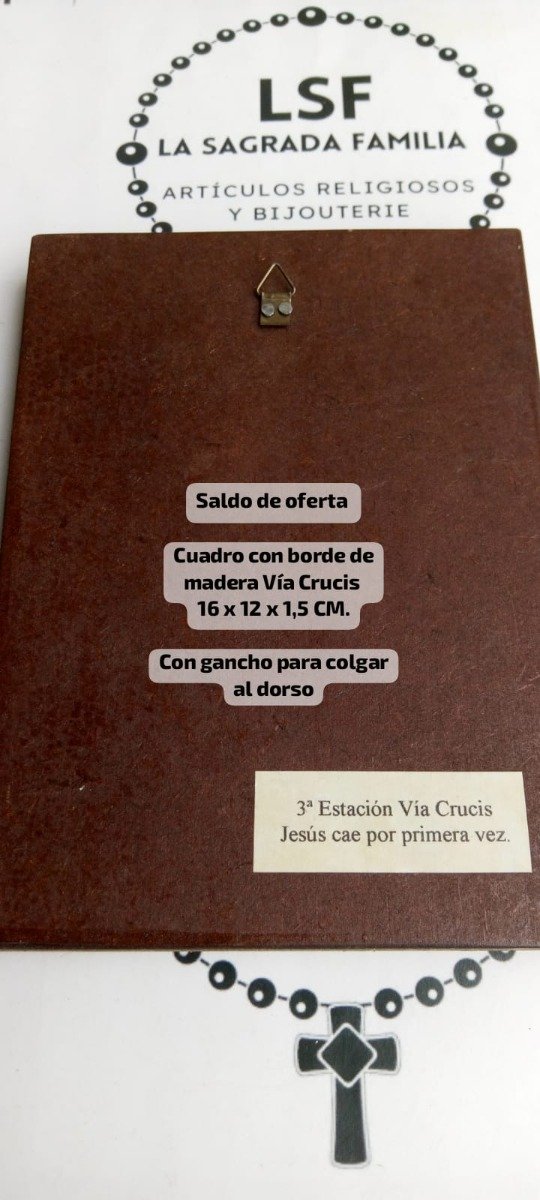 LSF
LA SAGRADA FAMILIA
ARTÍCULOS RELIGIOSOS
Y BIJOUTERIE
Saldo de oferta
Cuadro con borde de
madera Vía Crucis
16 x 12 x 1,5 CM.
Con gancho para colgar
al dorso
3ª Estación Vía Crucis
Jesús cae por primera vez.